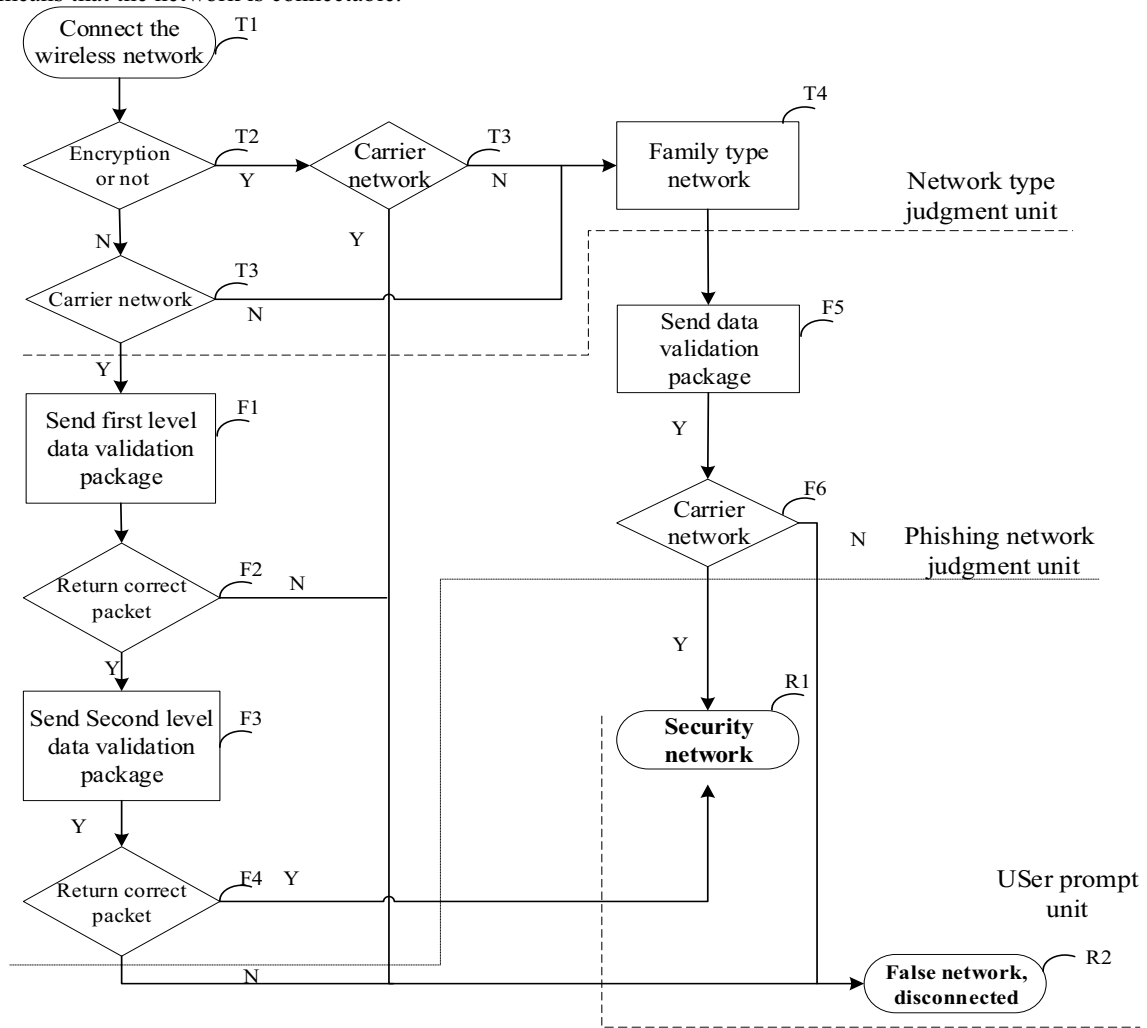 means that the network is connectable.
Connect the
wireless network
T1
T4
Encryption
or not
T2
Y
Carrier
network
T3
N
Family type
network
Network type
judgment unit
N
Y
Carrier network
T3
N
F5
Send data
validation
package
Y
Send first level
data validation
package
F1
Y
Carrier
network
F6
N
Phishing network
judgment unit
Return correct
packet
F2
N
Y
Y
Send Second level
data validation
package
F3
R1
Security
network
Y
Return correct
packet
F4
Y
USer prompt
unit
N
False network,
disconnected
R2